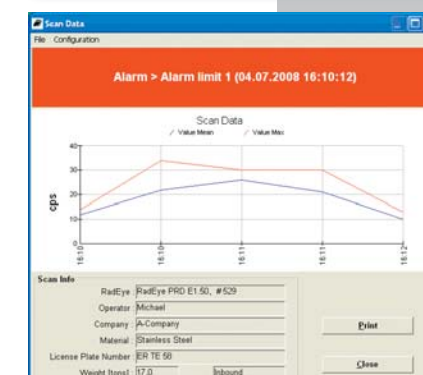 Scan Data
File Configuration
Alarm > Alarm limit 1 (04.07.2008 16:10:12)
Scan Data
Value Mean Value Max
cps
40
30
20
10
0
16:10 16:10 16:11 16:11 16:12
Scan Info
RadEye RadEye PRD E1.50, #529
Operator Michael
Company A-Company
Material Stainless Steel
License Plate Number ER TE 58
Weight [tons] 17.0 Inbound
Print
Close